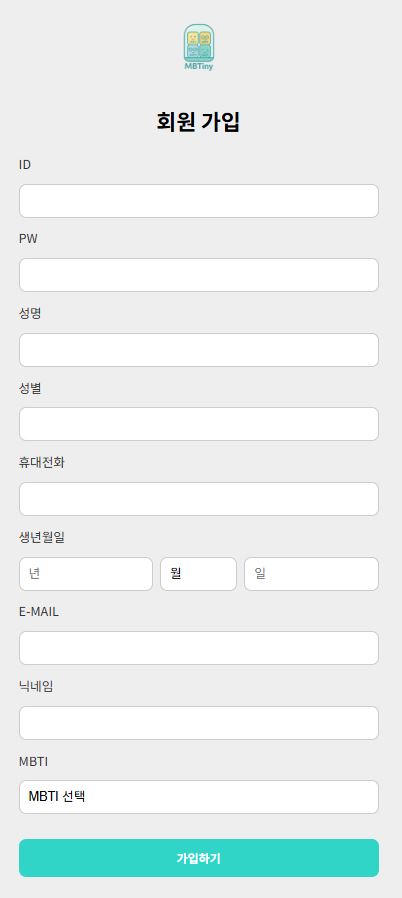 MBTiny
회원 가입
ID
PW
성명
성별
휴대전화
생년월일
년 월 일
E-MAIL
닉네임
MBTI
MBTI 선택
가입하기